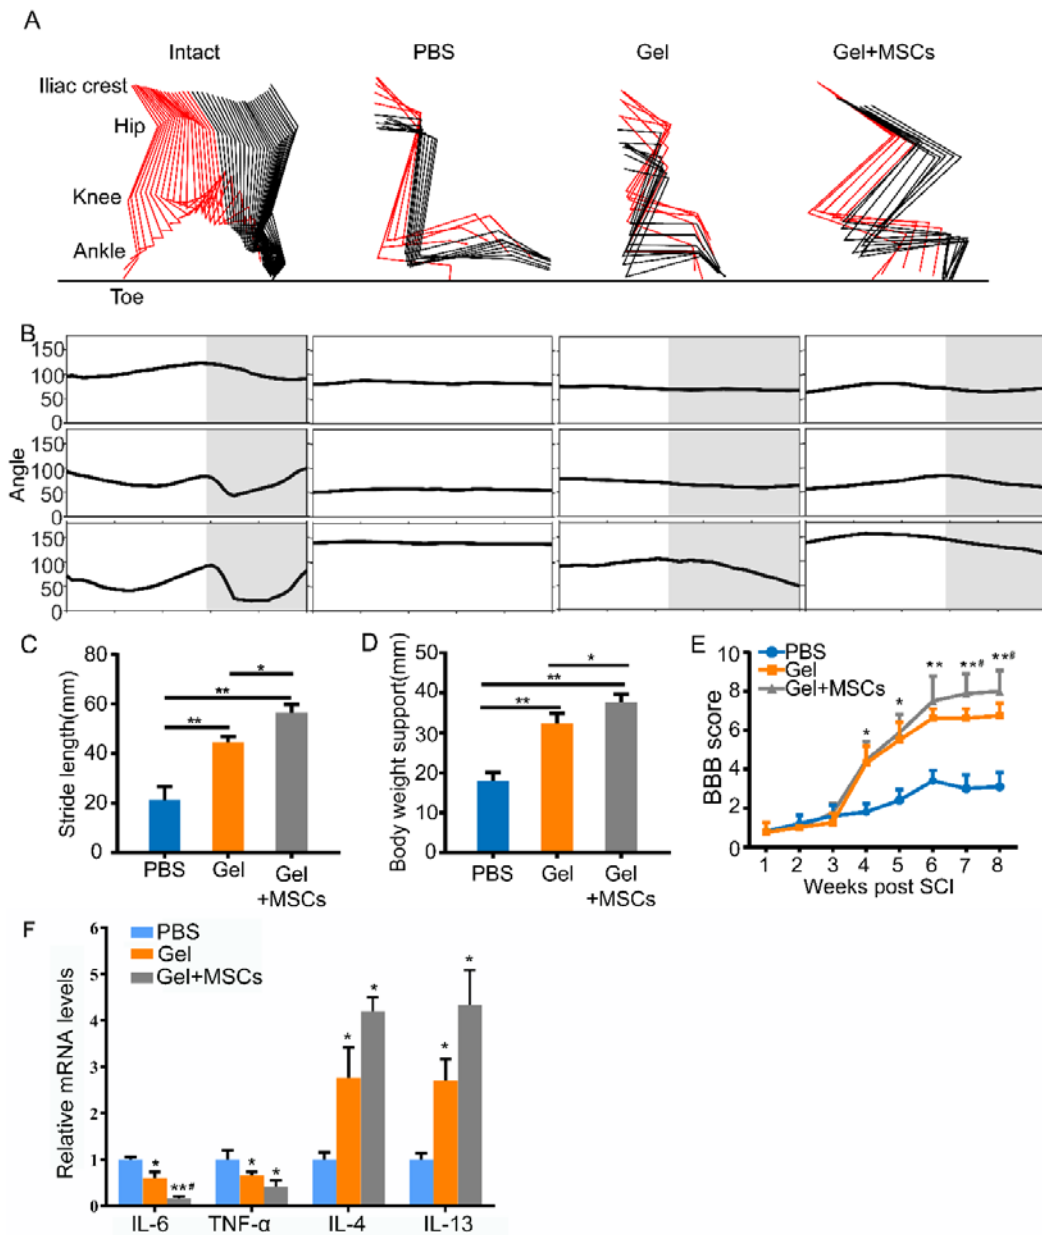 A
Intact
PBS
Gel
Gel+MSCs
Iliac crest
Hip
Knee
Ankle
Toe
B
Angle
150
100
50
0
150
100
50
0
150
100
50
0
C
Stride length(mm)
80
60
40
20
0
*
**
**
PBS
Gel
Gel
+MSCs
D
Body weight support(mm)
50
40
30
20
10
0
*
**
**
PBS
Gel
Gel
+MSCs
E
PBS
Gel
Gel+MSCs
BBB score
10
8
6
4
2
0
*
*
**
**#
**#
1 2 3 4 5 6 7 8
Weeks post SCI
F
PBS
Gel
Gel+MSCs
Relative mRNA levels
6
5
4
3
2
1
0
*
**#
*
*
*
*
*
*
IL-6 TNF-α IL-4 IL-13